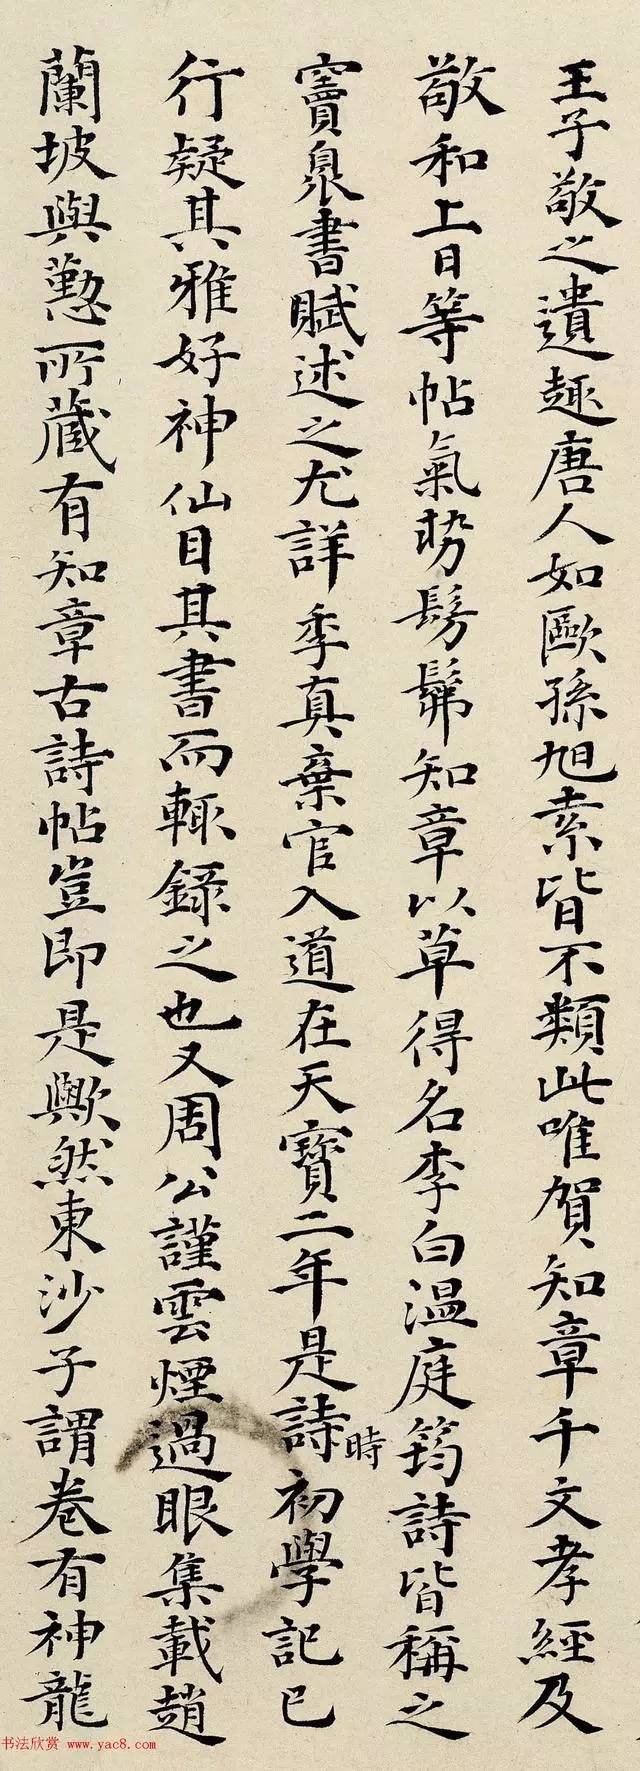 王子敬之遺趣唐人如歐孫旭素皆不類此唯賀知章千文孝經及
敬和上日等帖氣勢髣髴知章以草得名李白温庭筠詩皆稱之
竇臮書賦述之尤詳季真棄官入道在天寶二年是詩時初學記已
行疑其雅好神仙目其書而輒錄之也又周公謹雲煙過眼集載趙
蘭坡與懃所藏有知章古詩帖豈即是歟然東沙子謂卷有神龍
书法欣赏 www.yac8.com